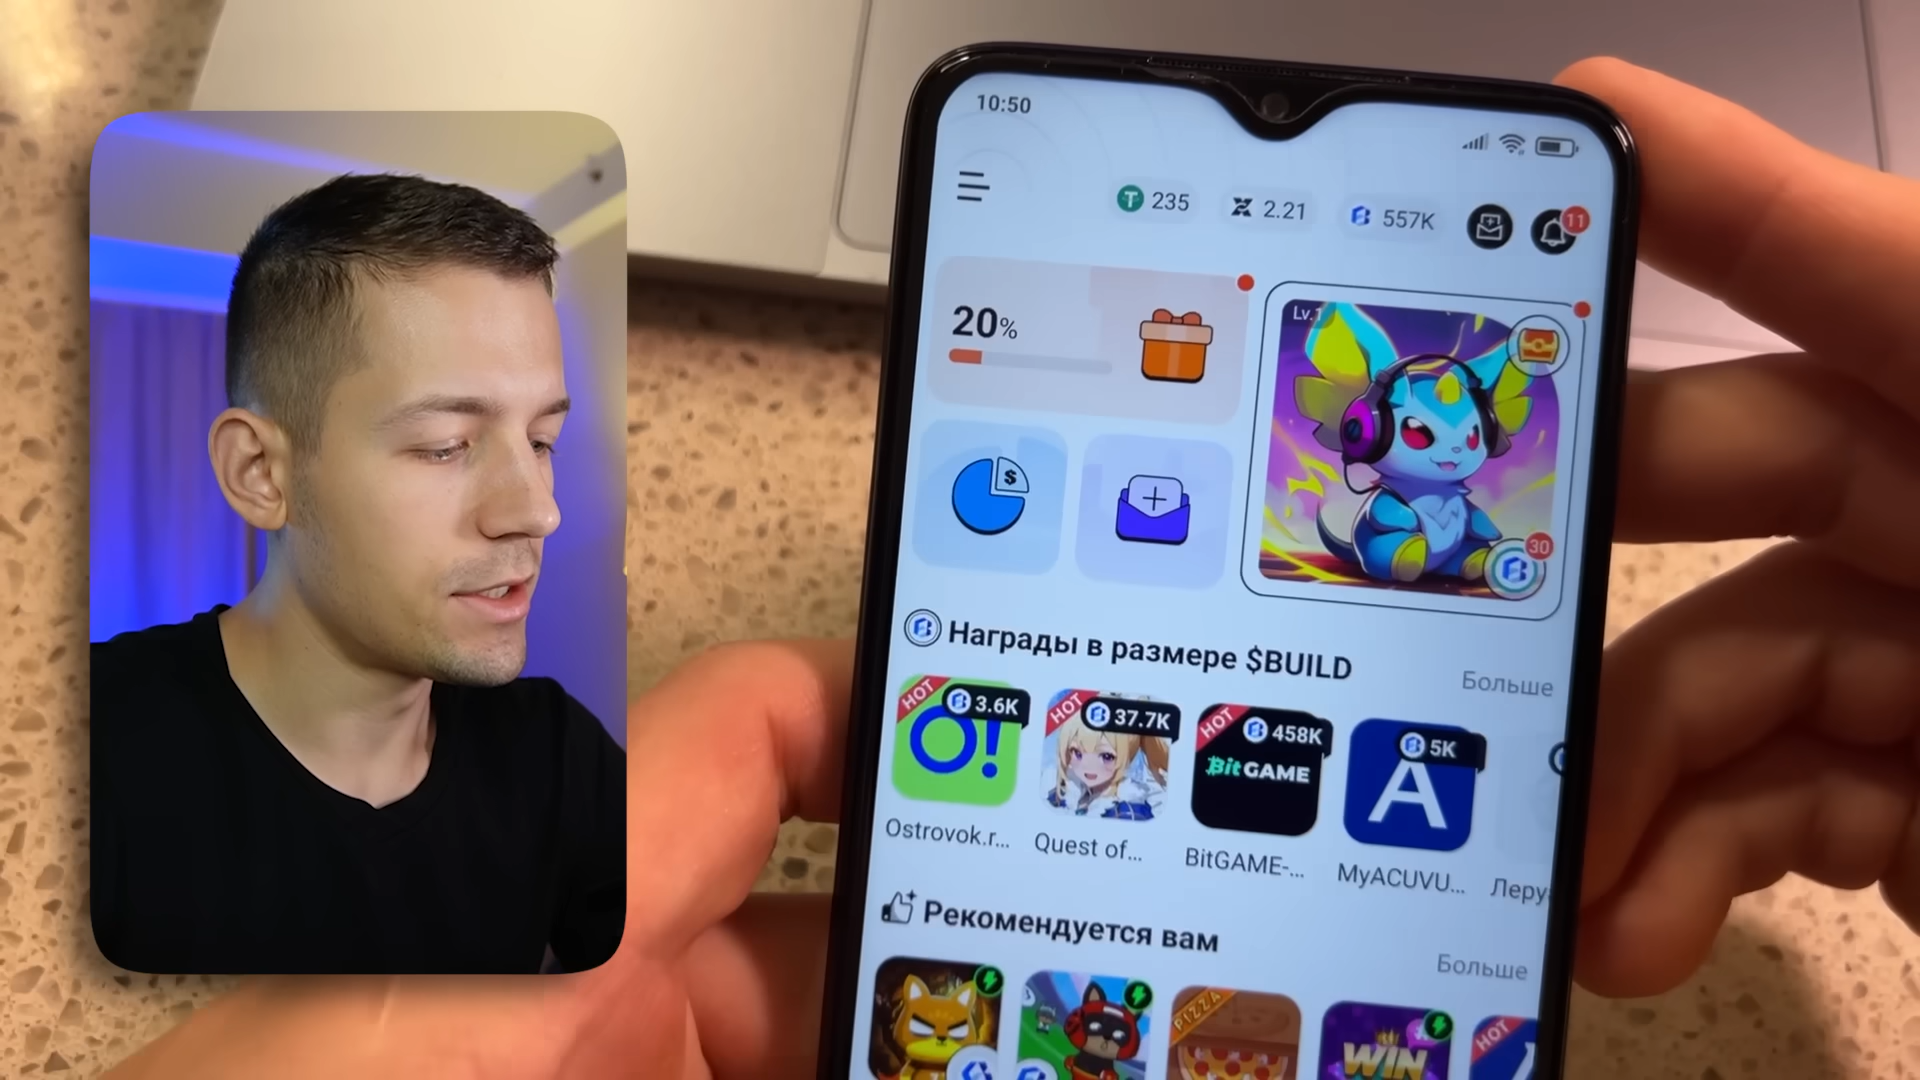 10:50
235
2.21
557K
11
20%
$
Lv.1
30
Награды в размере $BUILD
Больше
HOT
3.6K
O!
HOT
37.7K
HOT
458K
BitGAME
5K
A
Ostrovok.r...
Quest of...
BitGAME-...
MyACUVU...
Леру
Рекомендуется вам
Больше
PIZZA
WIN
HOT